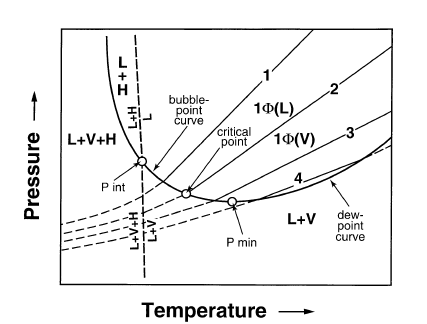 L
+
H
1
2
L+H
L
bubble-
point
curve
1Φ(L)
critical
point
1Φ(V)
3
L+V+H
P int
4
L+V+H
L+V
P min
L+V
dew-
point
curve
Pressure
Temperature